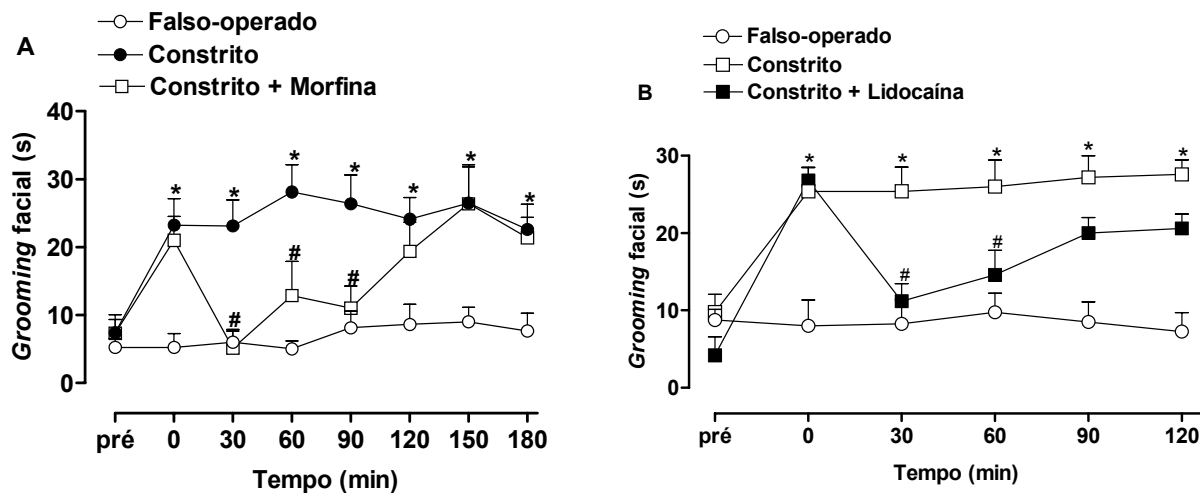 A
Falso-operado
Constrito
Constrito + Morfina
40
30
20
10
0
Grooming facial (s)
* * * * * * *
# # #
pré 0 30 60 90 120 150 180
Tempo (min)
B
Falso-operado
Constrito
Constrito + Lidocaína
30
20
10
0
Grooming facial (s)
* * * * *
# #
pré 0 30 60 90 120
Tempo (min)